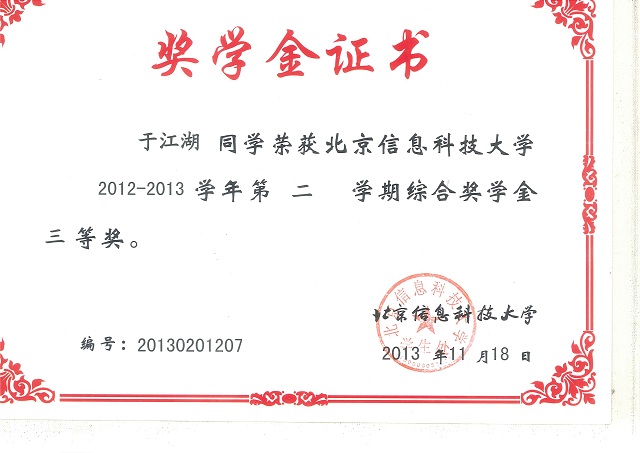 奖学金证书
于江湖 同学荣获北京信息科技大学
2012-2013 学年第 二 学期综合奖学金
三等奖。
北京信息科技大学
学生处
北京信息科技大学
编号：20130201207
2013 年11 月18 日